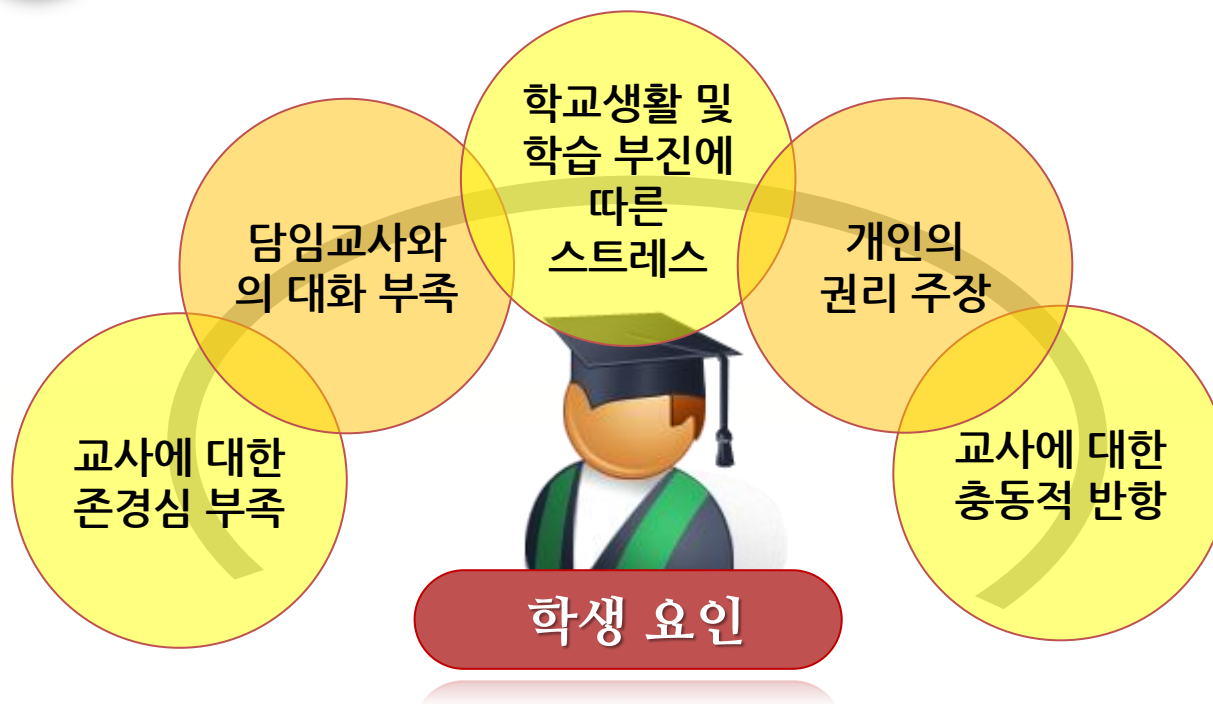 학교생활 및
학습 부진에
따른
스트레스
담임교사와
의 대화 부족
개인의
권리 주장
교사에 대한
존경심 부족
교사에 대한
충동적 반항
학생 요인